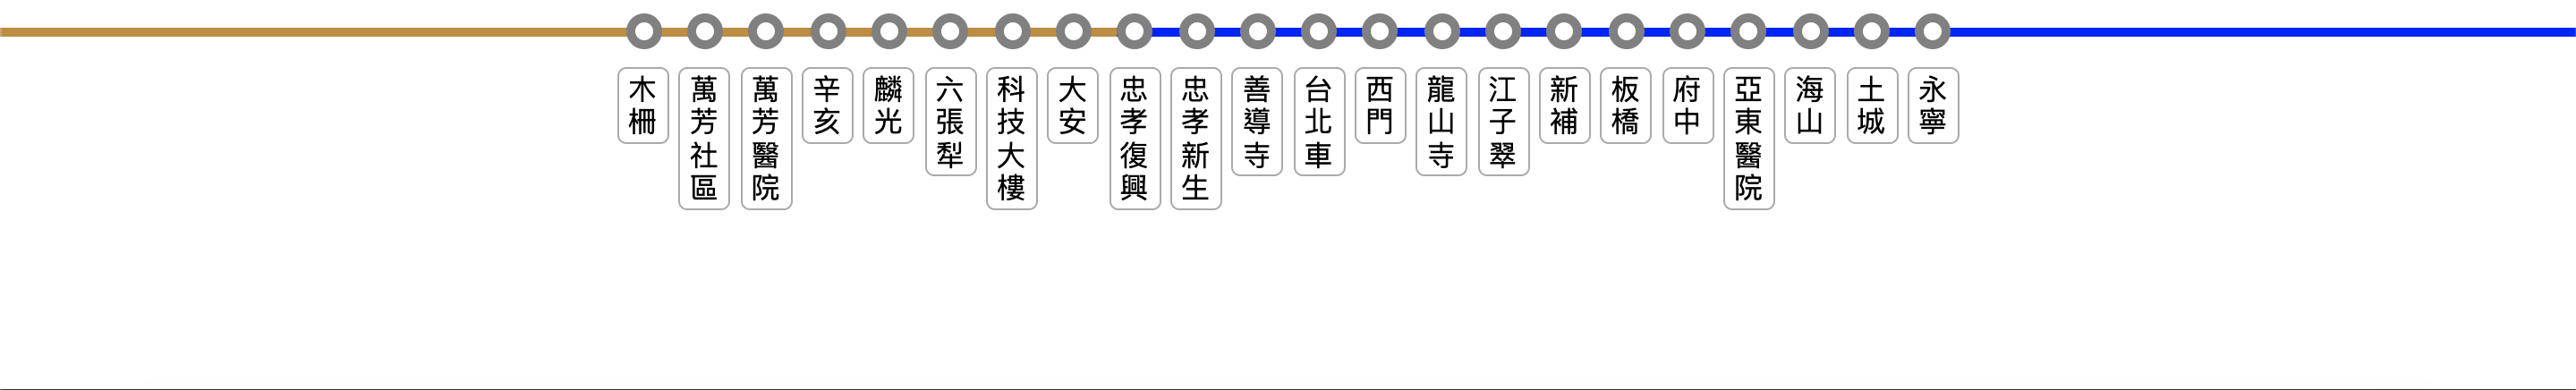 木柵
萬芳社區
萬芳醫院
辛亥
麟光
六張犁
科技大樓
大安
忠孝復興
忠孝新生
善導寺
台北車
西門
龍山寺
江子翠
新補
板橋
府中
亞東醫院
海山
土城
永寧